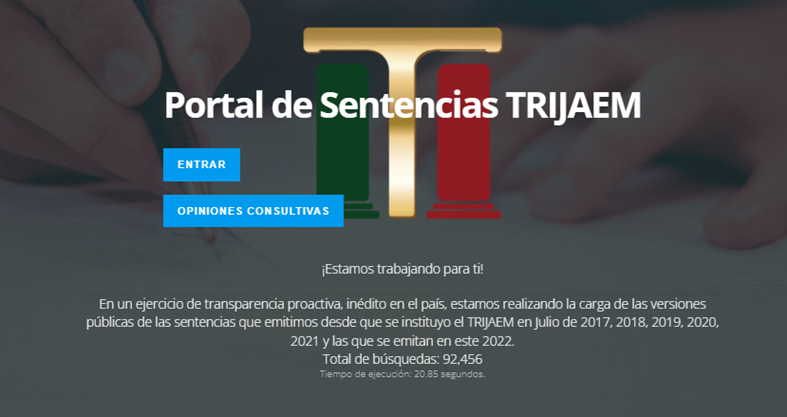 Portal de Sentencias TRIJAEM
ENTRAR
OPINIONES CONSULTIVAS
¡Estamos trabajando para ti!
En un ejercicio de transparencia proactiva, inédito en el país, estamos realizando la carga de las versiones
públicas de las sentencias que emitimos desde que se instituyo el TRIJAEM en Julio de 2017, 2018, 2019, 2020,
2021 y las que se emitan en este 2022.
Total de búsquedas: 92,456
Tiempo de ejecución: 20.85 segundos.